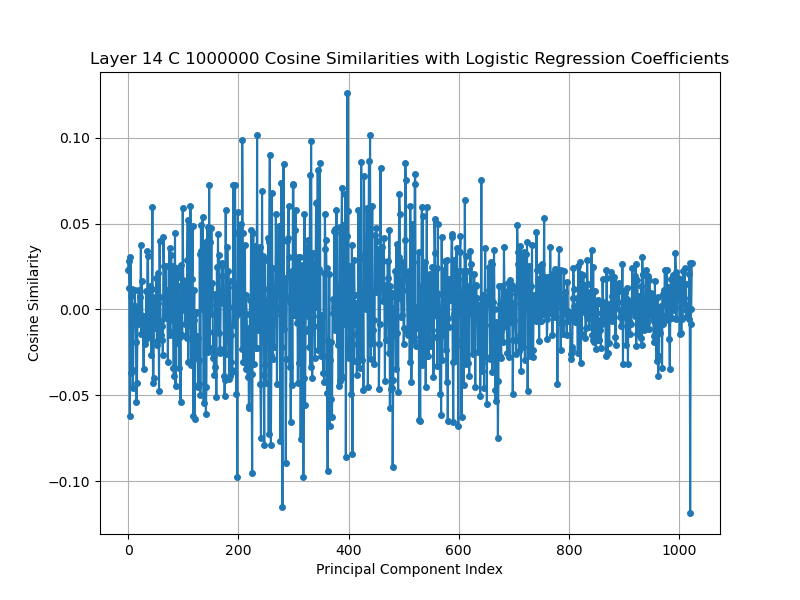 Layer 14 C 1000000 Cosine Similarities with Logistic Regression Coefficients
0.10
0.05
0.00
−0.05
−0.10
Cosine Similarity
0 200 400 600 800 1000
Principal Component Index